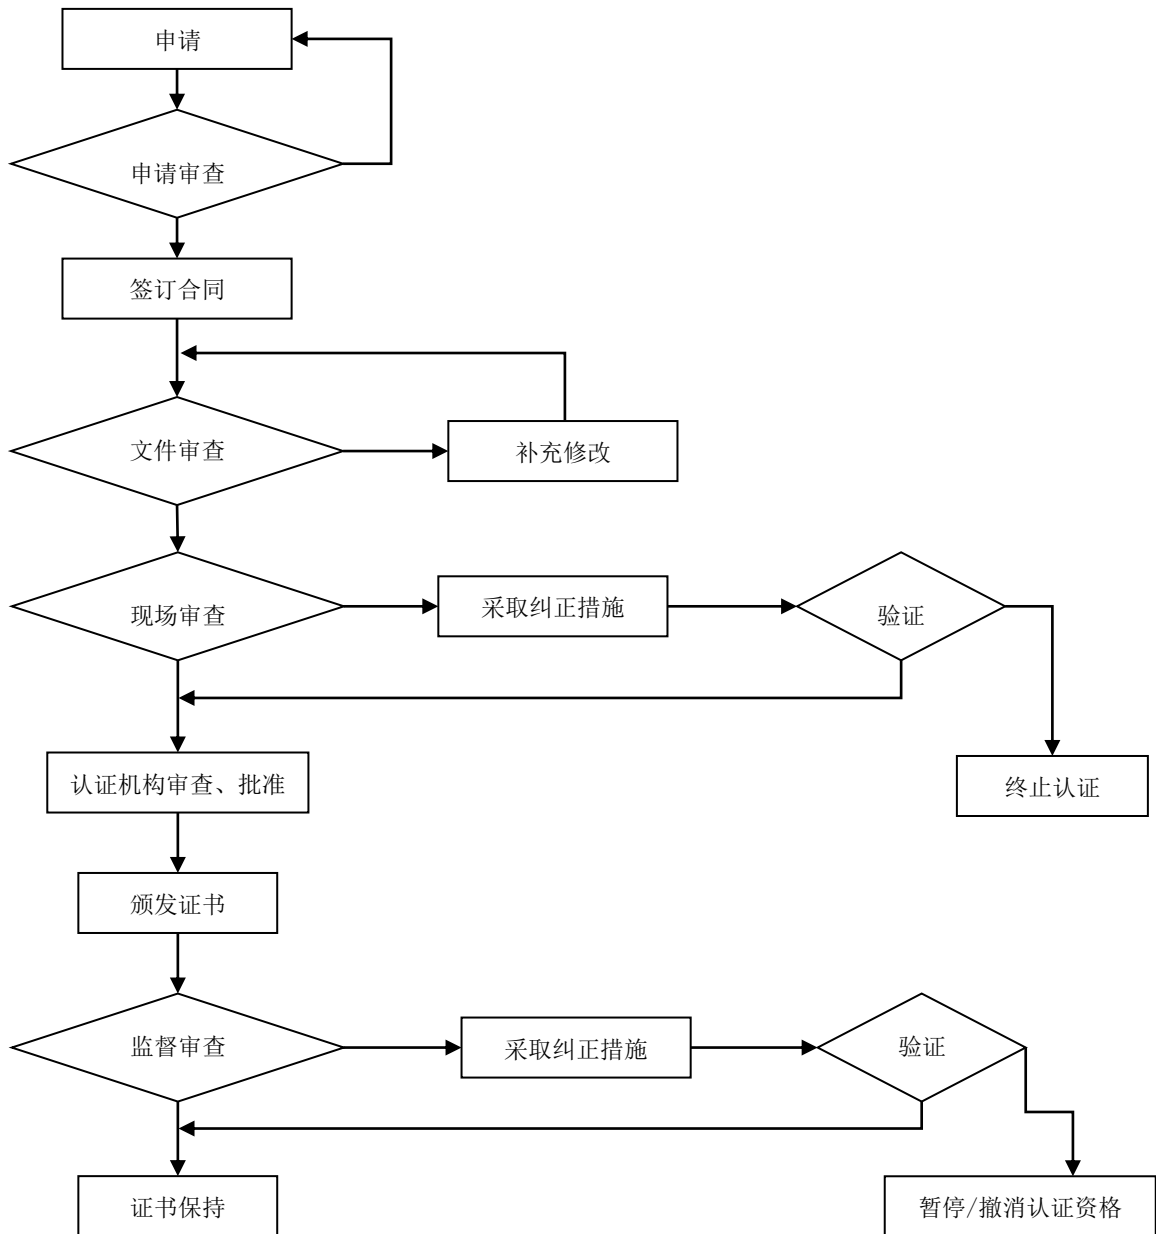 申请
申请审查
签订合同
文件审查
补充修改
现场审查
采取纠正措施
验证
认证机构审查、批准
终止认证
颁发证书
监督审查
采取纠正措施
验证
证书保持
暂停/撤消认证资格